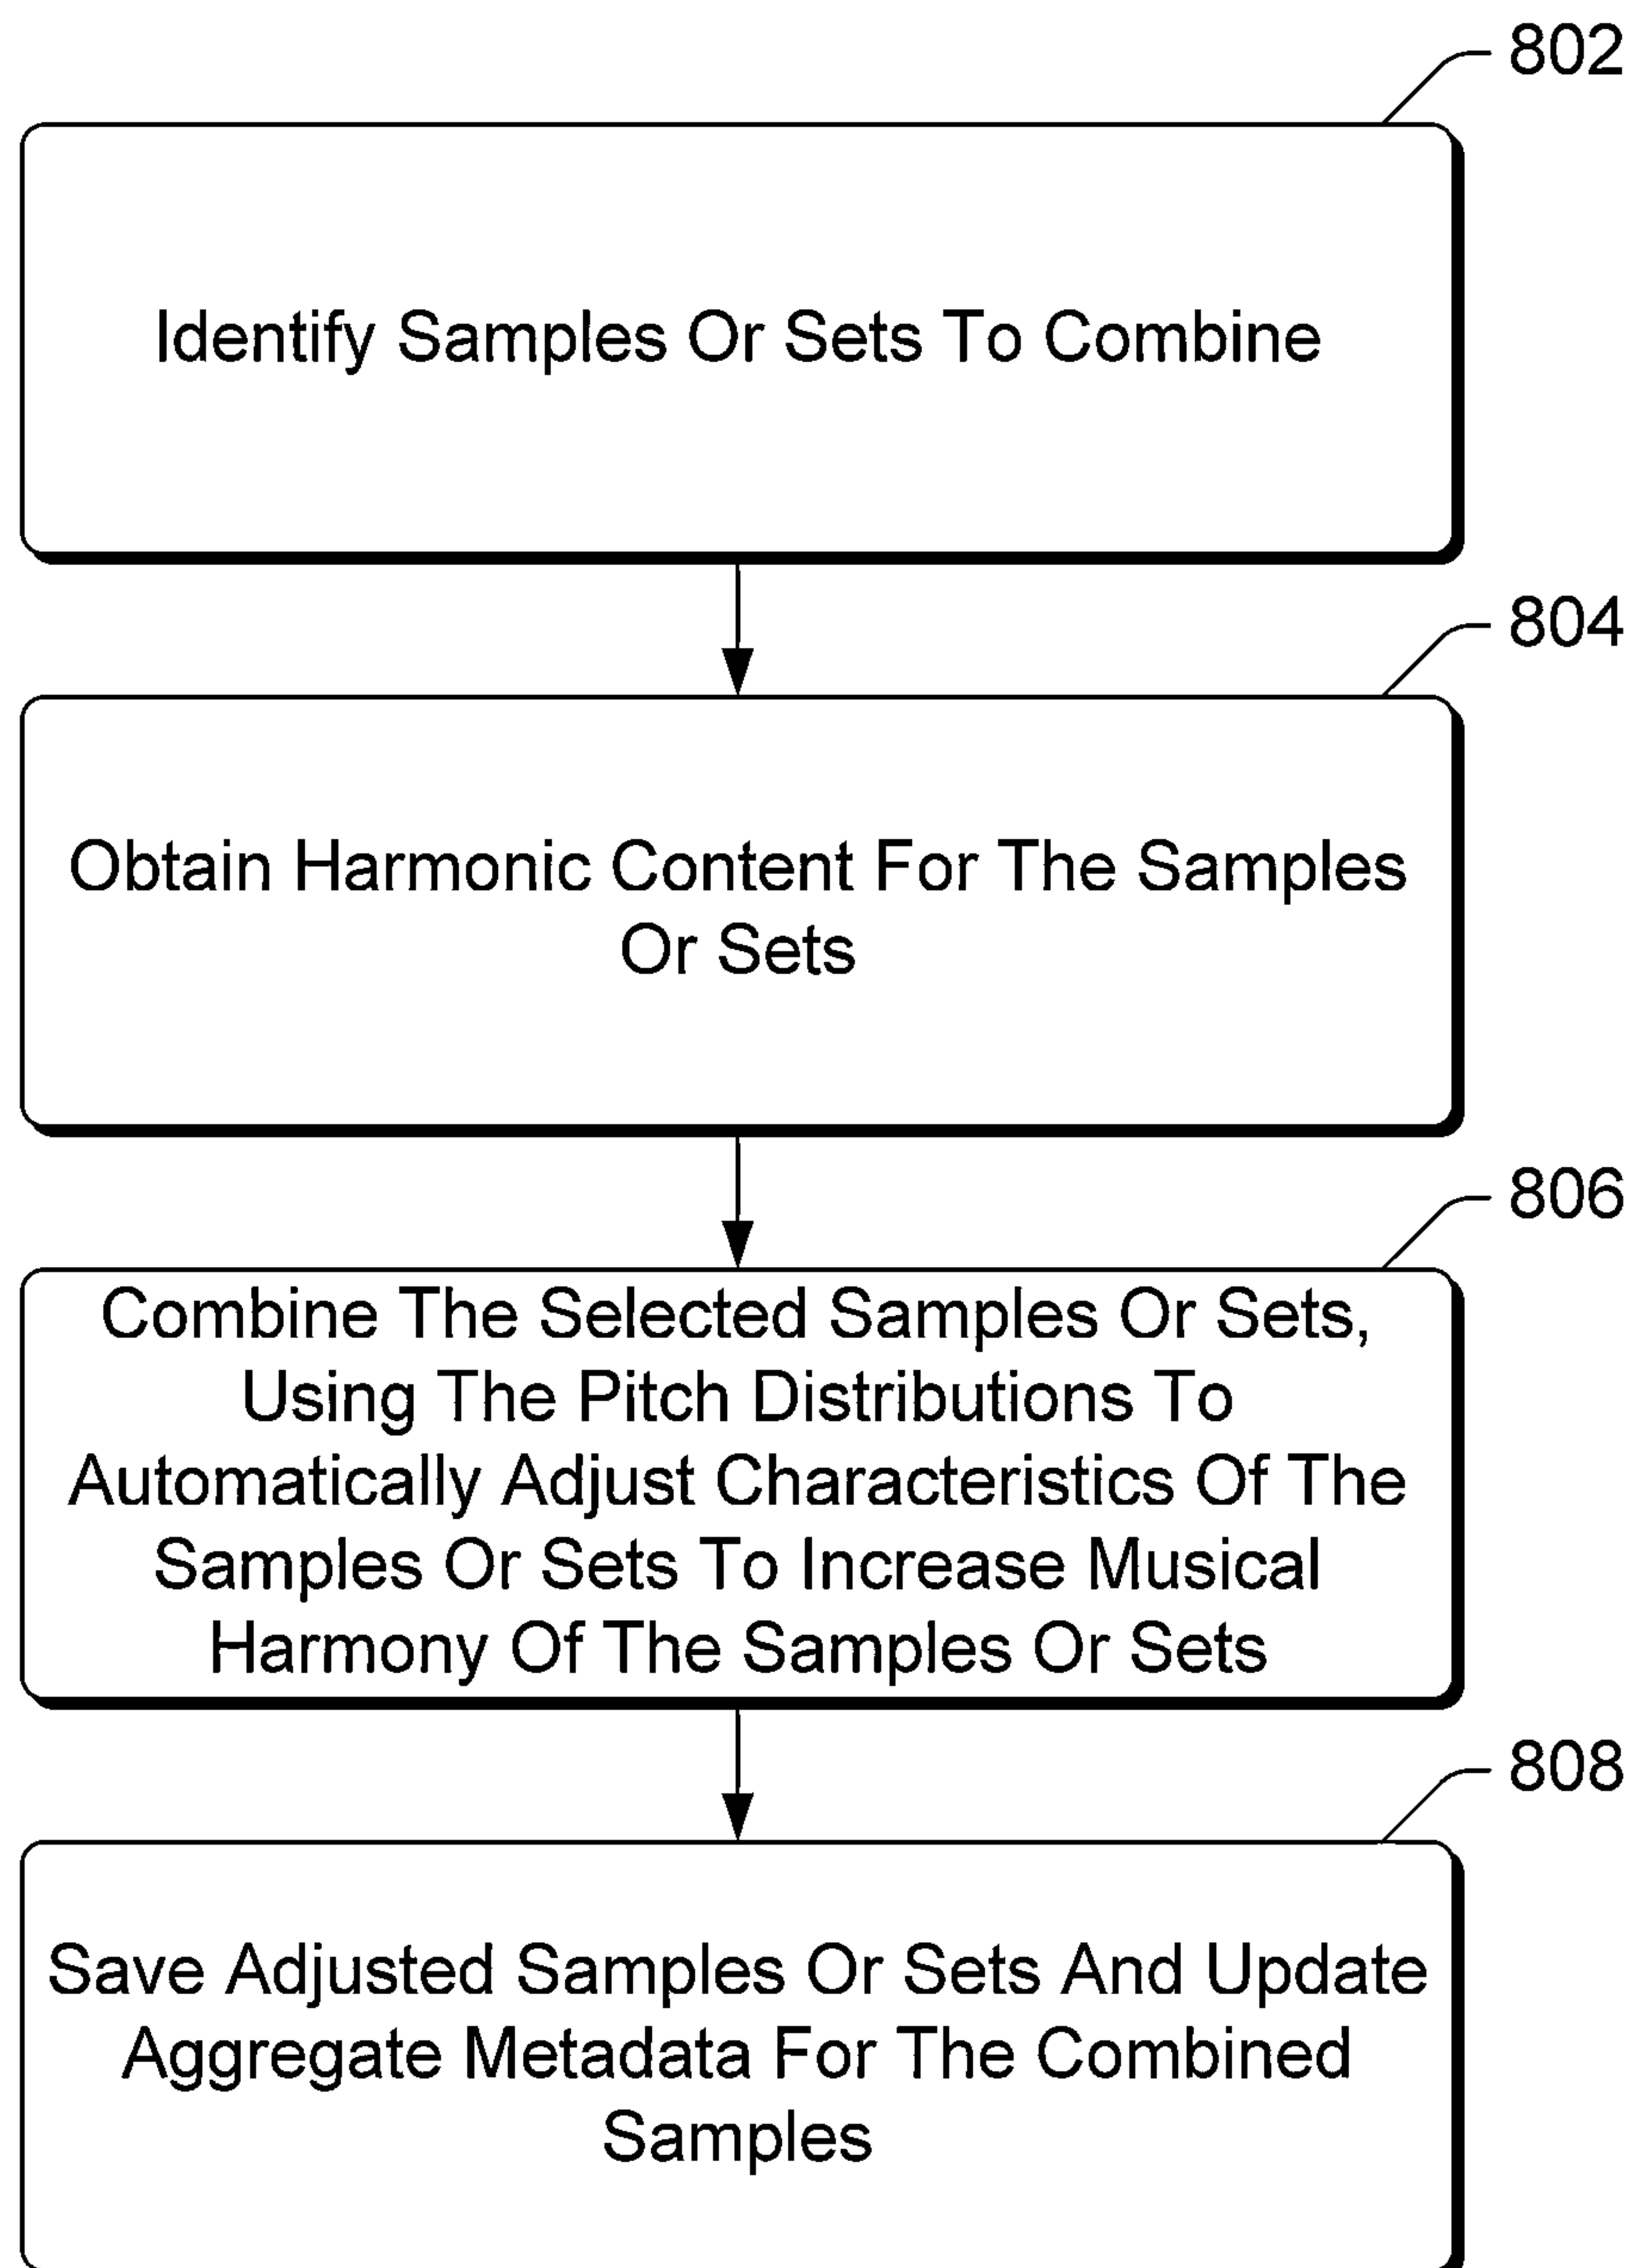 802
Identify Samples Or Sets To Combine
804
Obtain Harmonic Content For The Samples
Or Sets
806
Combine The Selected Samples Or Sets,
Using The Pitch Distributions To
Automatically Adjust Characteristics Of The
Samples Or Sets To Increase Musical
Harmony Of The Samples Or Sets
808
Save Adjusted Samples Or Sets And Update
Aggregate Metadata For The Combined
Samples